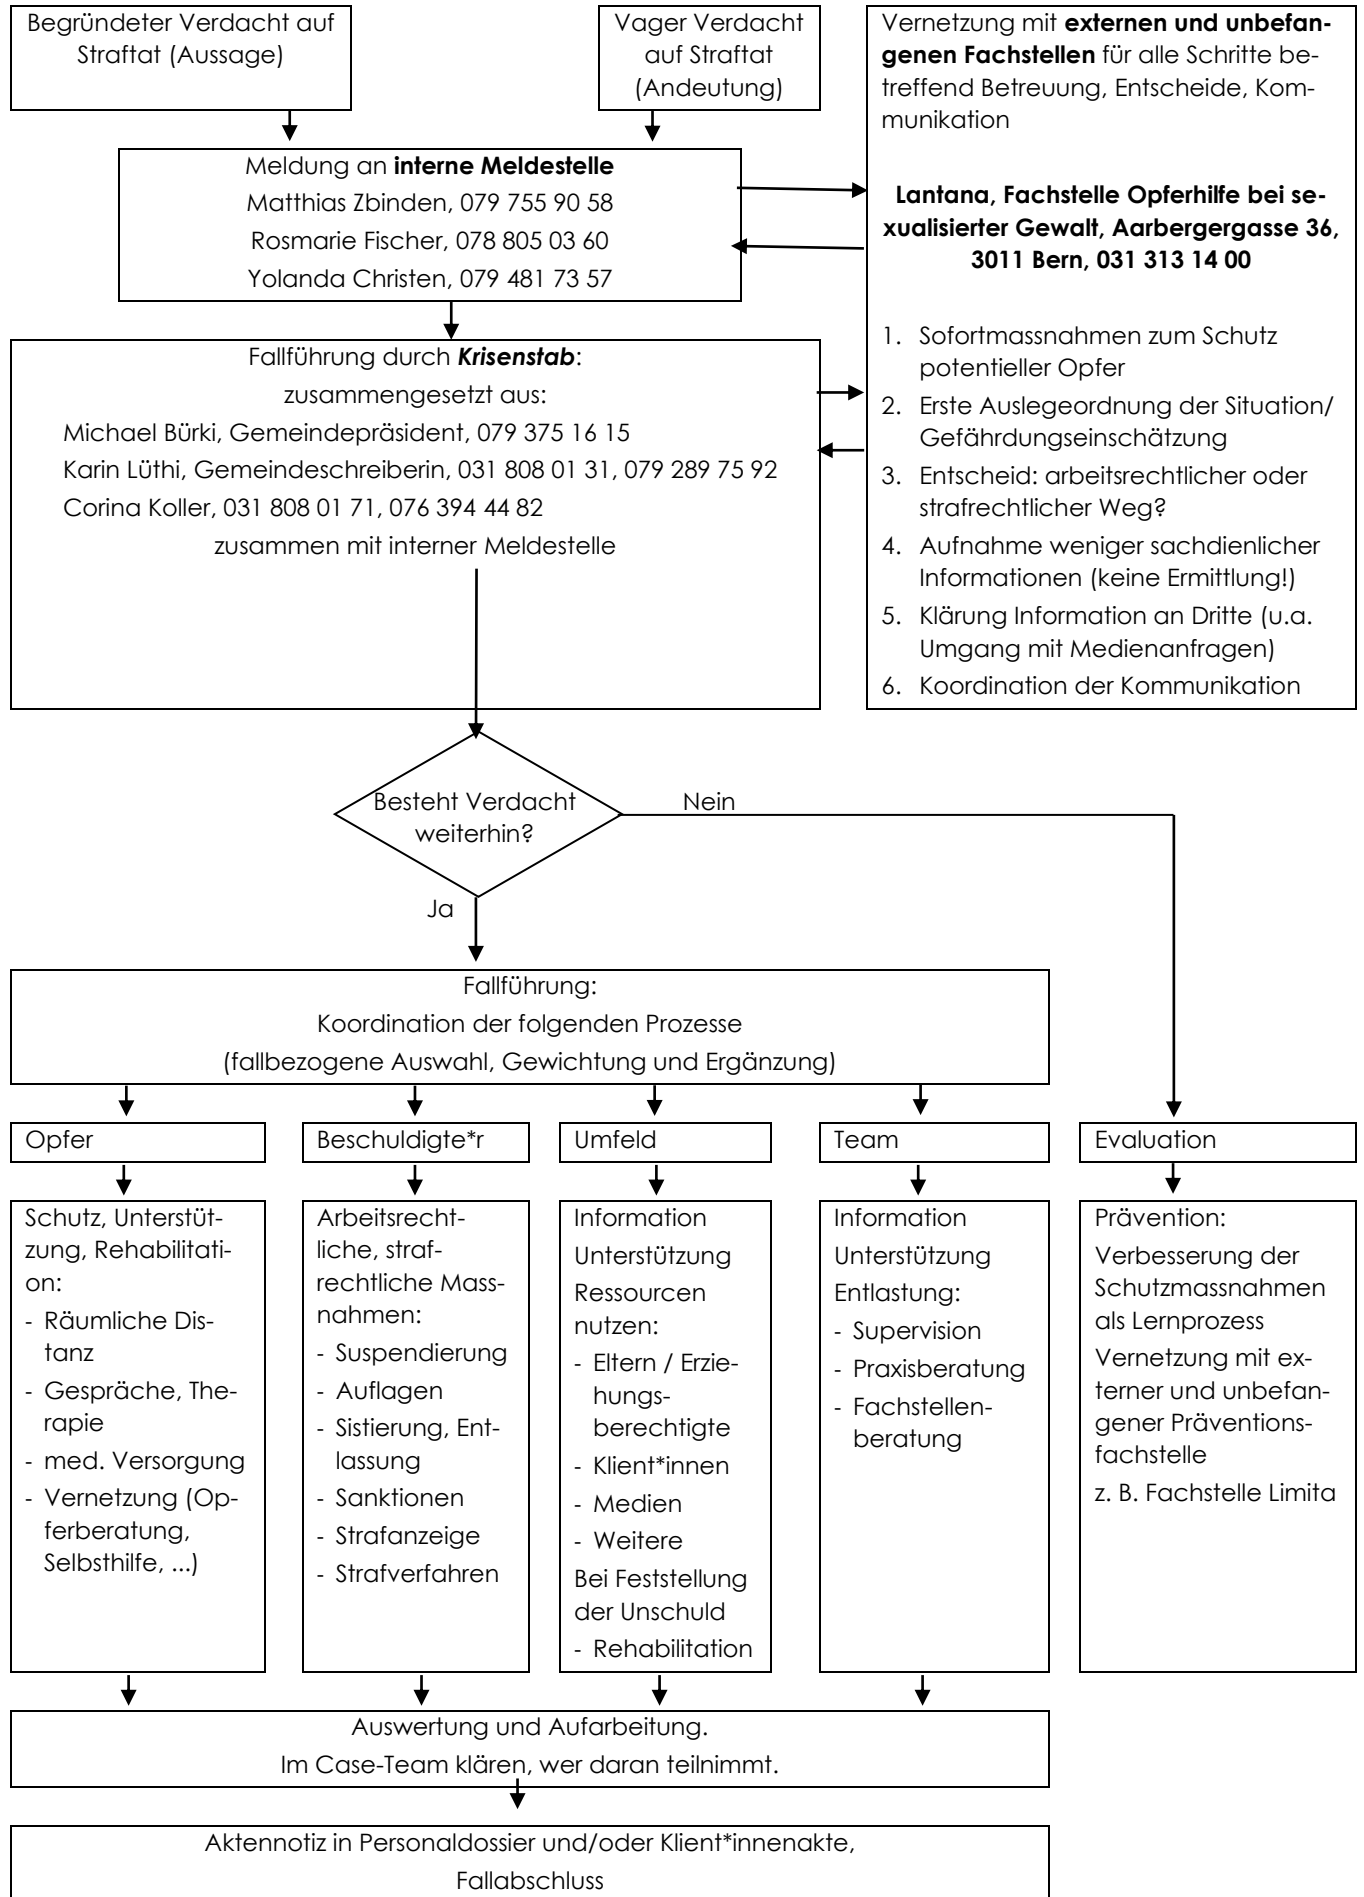 Begründeter Verdacht auf
Straftat (Aussage)
Vager Verdacht
auf Straftat
(Andeutung)
Vernetzung mit externen und unbefan-
genen Fachstellen für alle Schritte be-
treffend Betreuung, Entscheide, Kom-
munikation
Lantana, Fachstelle Opferhilfe bei se-
xualisierter Gewalt, Aarbergergasse 36,
3011 Bern, 031 313 14 00
1. Sofortmassnahmen zum Schutz
potentieller Opfer
2. Erste Auslegeordnung der Situation/
Gefährdungseinschätzung
3. Entscheid: arbeitsrechtlicher oder
strafrechtlicher Weg?
4. Aufnahme weniger sachdienlicher
Informationen (keine Ermittlung!)
5. Klärung Information an Dritte (u.a.
Umgang mit Medienanfragen)
6. Koordination der Kommunikation
Meldung an interne Meldestelle
Matthias Zbinden, 079 755 90 58
Rosmarie Fischer, 078 805 03 60
Yolanda Christen, 079 481 73 57
Fallführung durch Krisenstab:
zusammengesetzt aus:
Michael Bürki, Gemeindepräsident, 079 375 16 15
Karin Lüthi, Gemeindeschreiberin, 031 808 01 31, 079 289 75 92
Corina Koller, 031 808 01 71, 076 394 44 82
zusammen mit interner Meldestelle
Besteht Verdacht
weiterhin?
Nein
Ja
Fallführung:
Koordination der folgenden Prozesse
(fallbezogene Auswahl, Gewichtung und Ergänzung)
Opfer
Schutz, Unterstüt-
zung, Rehabilitati-
on:
- Räumliche Dis-
tanz
- Gespräche, The-
rapie
- med. Versorgung
- Vernetzung (Op-
ferberatung,
Selbsthilfe, ...)
Beschuldigte*r
Arbeitsrecht-
liche, straf-
rechtliche Mass-
nahmen:
- Suspendierung
- Auflagen
- Sistierung, Ent-
lassung
- Sanktionen
- Strafanzeige
- Strafverfahren
Umfeld
Information
Unterstützung
Ressourcen
nutzen:
- Eltern / Erzie-
hungs-
berechtigte
- Klient*innen
- Medien
- Weitere
Bei Feststellung
der Unschuld
- Rehabilitation
Team
Information
Unterstützung
Entlastung:
- Supervision
- Praxisberatung
- Fachstellen-
beratung
Evaluation
Prävention:
Verbesserung der
Schutzmassnahmen
als Lernprozess
Vernetzung mit ex-
terner und unbefan-
gener Präventions-
fachstelle
z. B. Fachstelle Limita
Auswertung und Aufarbeitung.
Im Case-Team klären, wer daran teilnimmt.
Aktennotiz in Personaldossier und/oder Klient*innenakte,
Fallabschluss